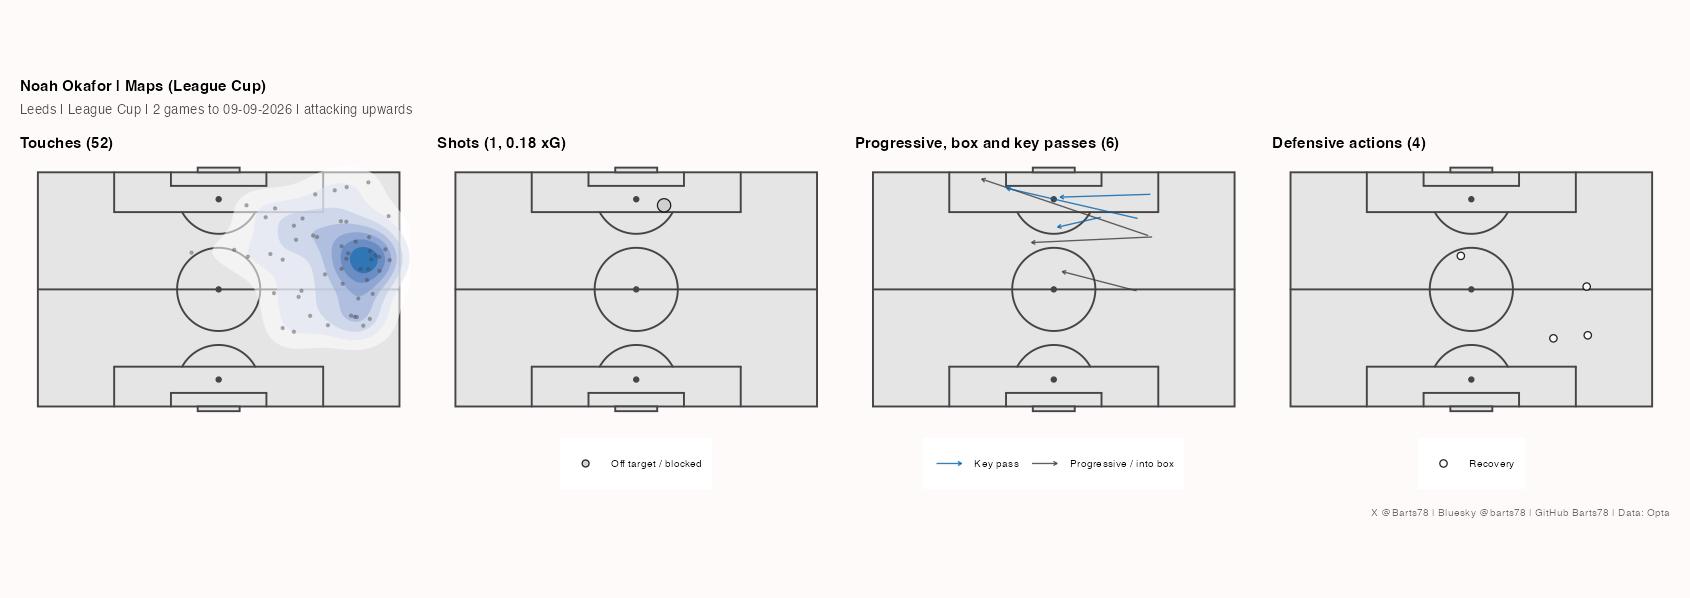 Noah Okafor | Maps (League Cup)
Leeds | League Cup | 2 games to 09-09-2026 | attacking upwards
Touches (52)
Shots (1, 0.18 xG)
Progressive, box and key passes (6)
Defensive actions (4)
Off target / blocked
Key pass
Progressive / into box
Recovery
X @Barts78 | Bluesky @barts78 | GitHub Barts78 | Data: Opta